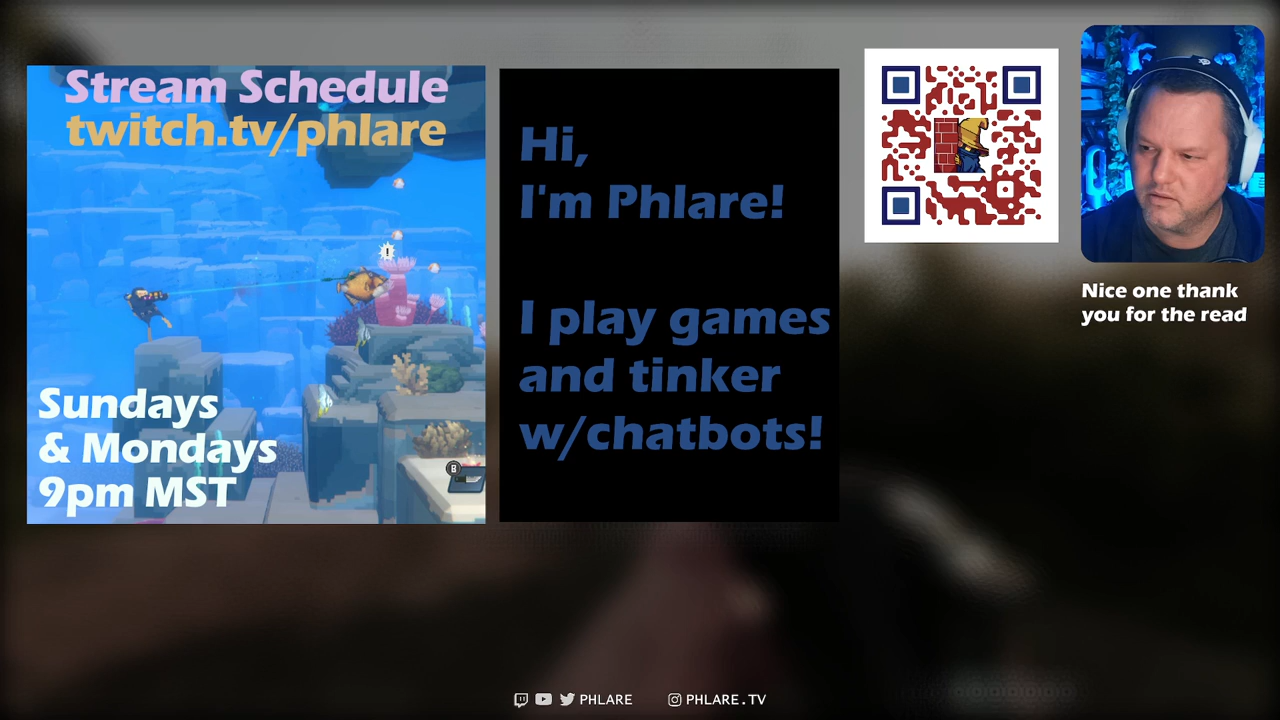 Stream Schedule
twitch.tv/phlare
!
Sundays
& Mondays
9pm MST
B
Hi,
I'm Phlare!
I play games
and tinker
w/chatbots!
Nice one thank
you for the read
PHLARE
PHLARE.TV